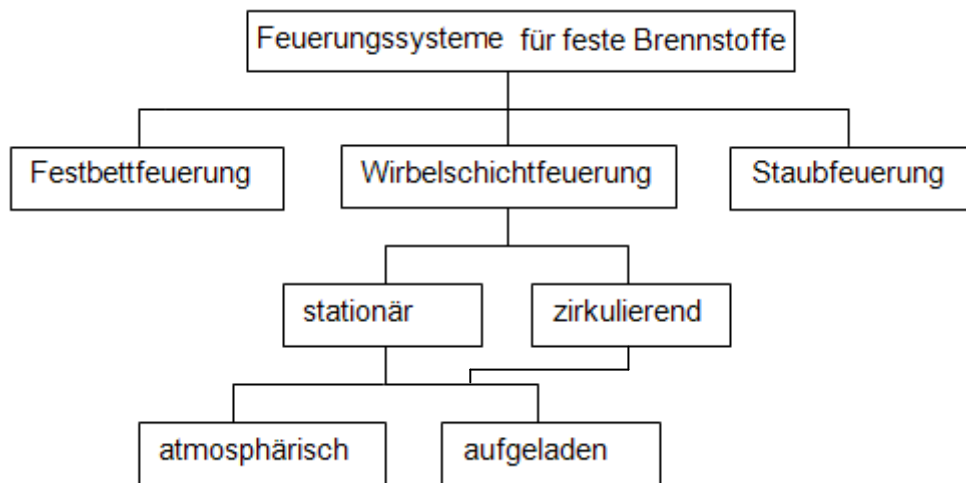 Feuerungssysteme für feste Brennstoffe
Festbettfeuerung
Wirbelschichtfeuerung
Staubfeuerung
stationär
zirkulierend
atmosphärisch
aufgeladen